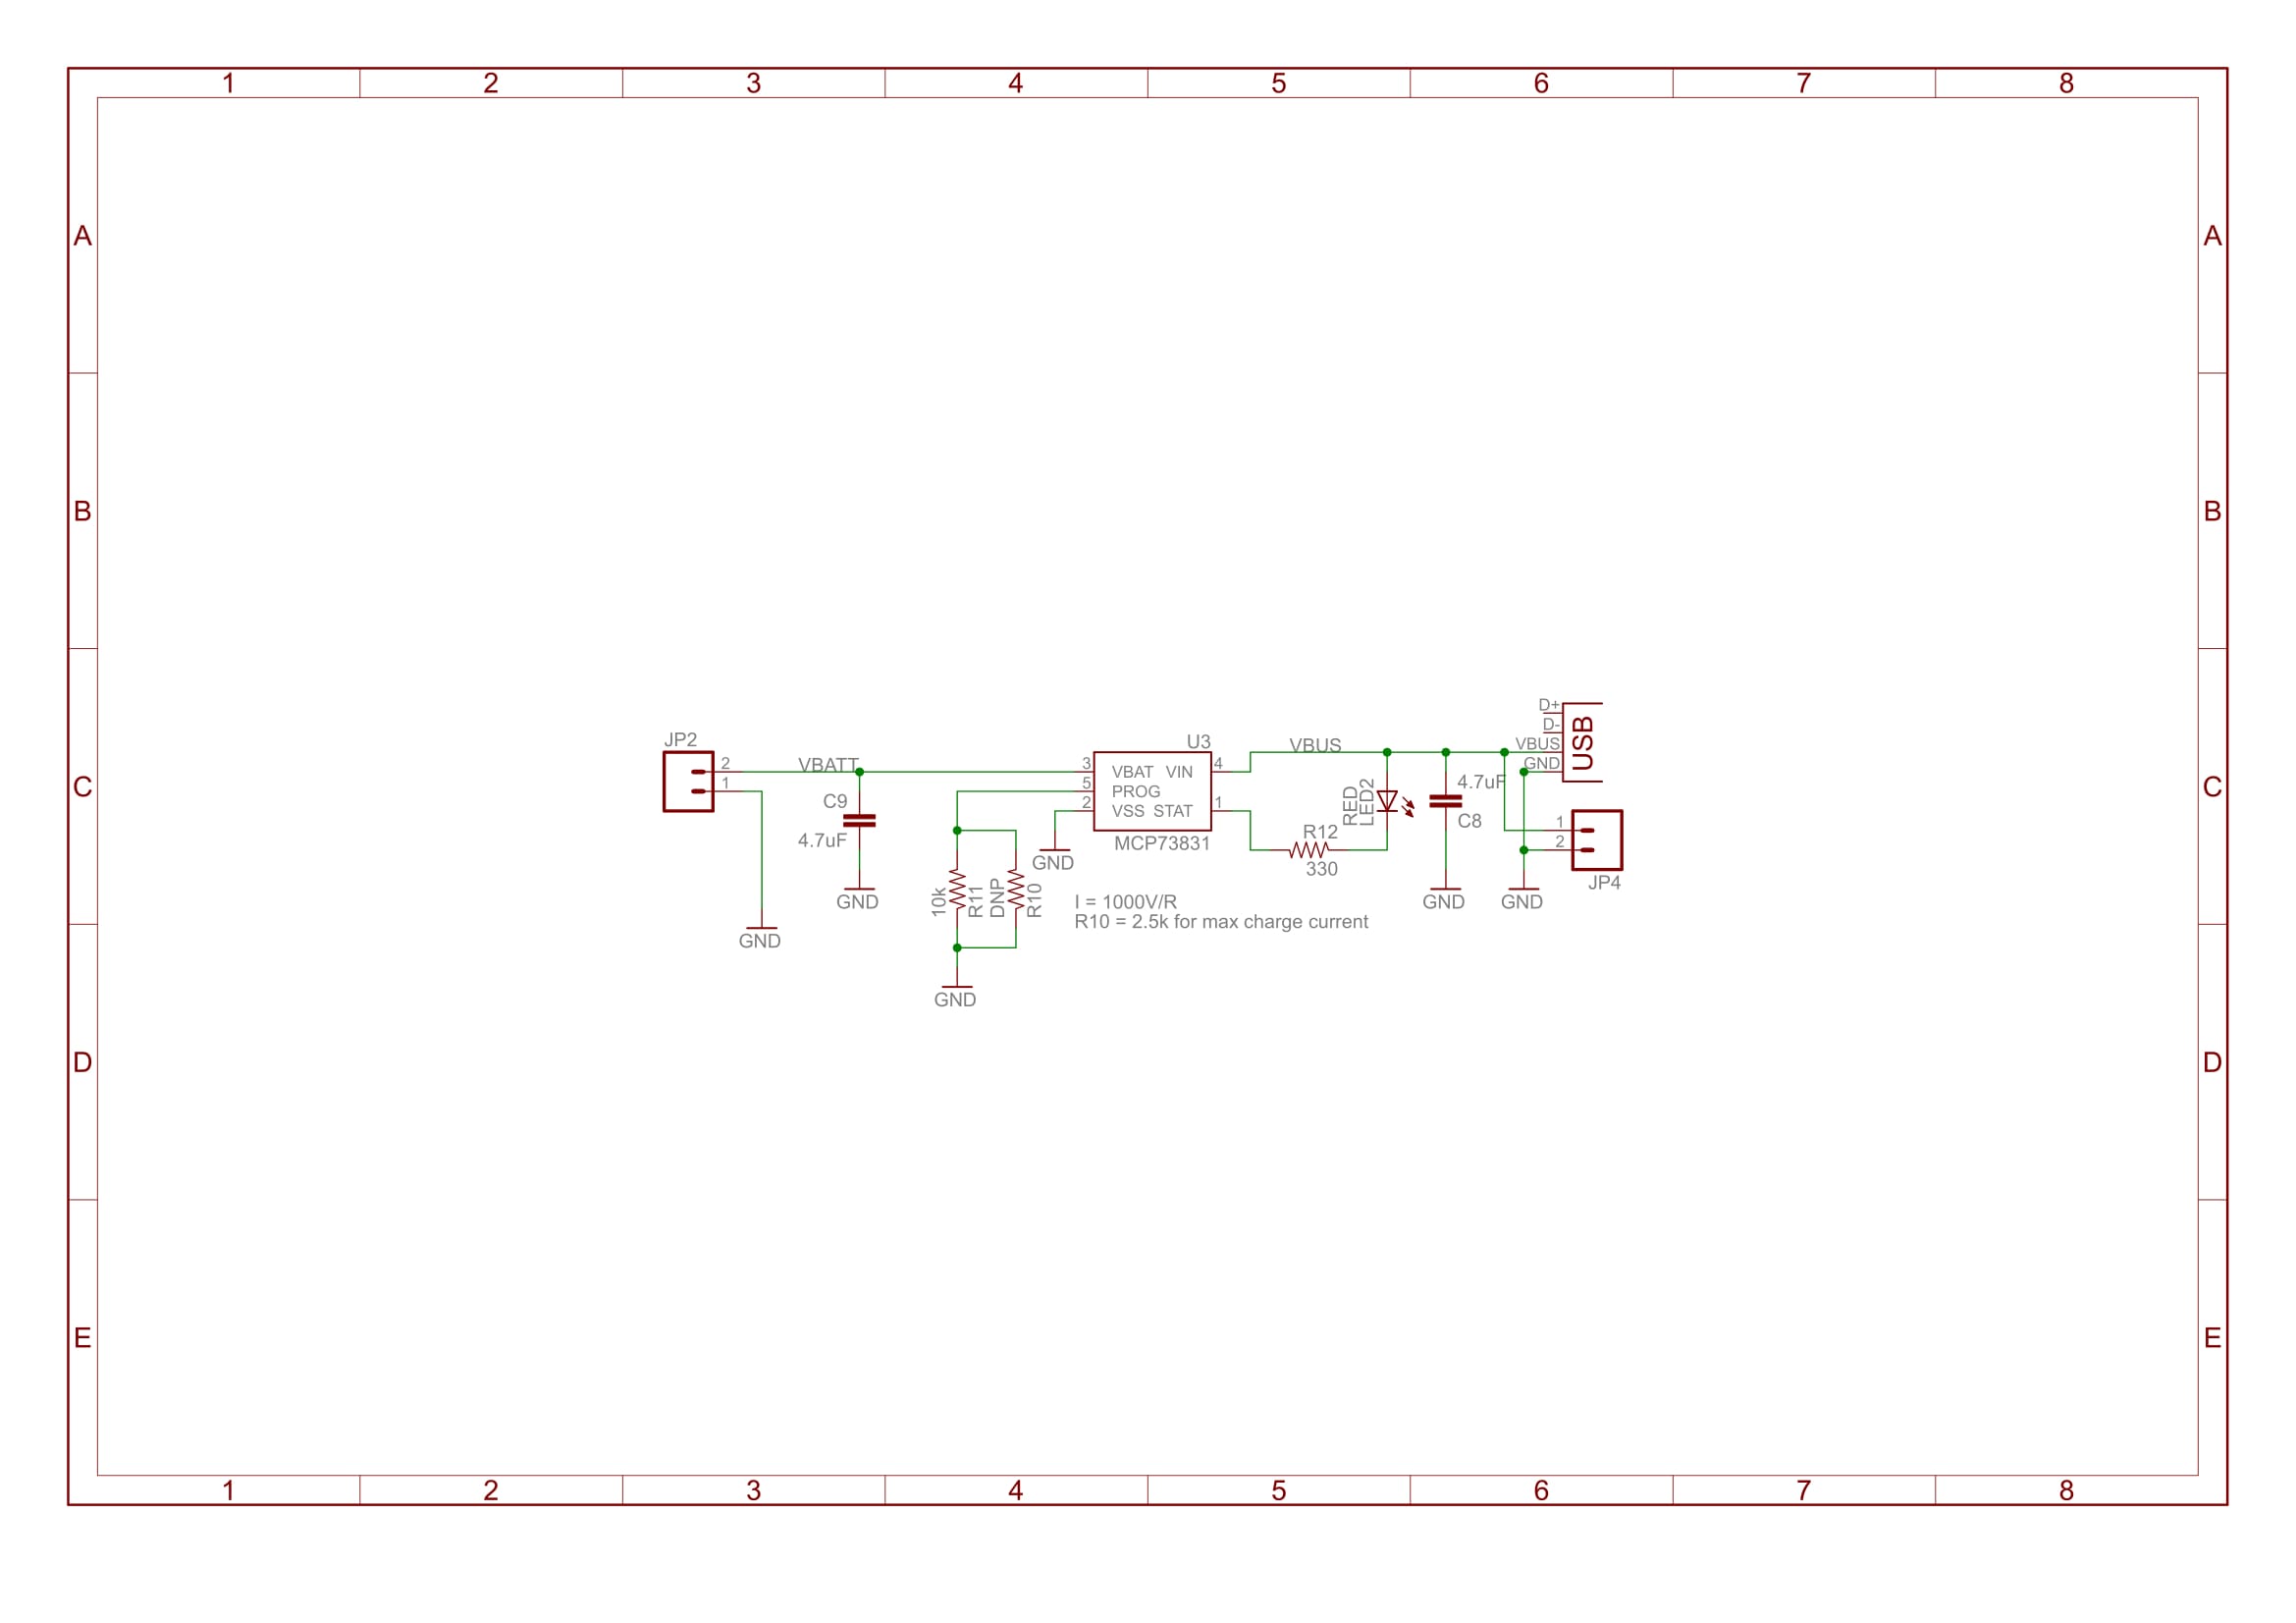 1 2 3 4 5 6 7 8
A A
B B
C C
D D
E E
JP2
2
1
VBATT
C9
4.7uF
GND
GND
10k
R11
DNP
R10
GND
U3
3 VBAT VIN 4
5 PROG
2 VSS STAT 1
MCP73831
GND
I = 1000V/R
R10 = 2.5k for max charge current
VBUS
R12
330
RED
LED2
4.7uF
C8
GND
D+
D-
VBUS
GND
USB
1
2
JP4
GND
1 2 3 4 5 6 7 8